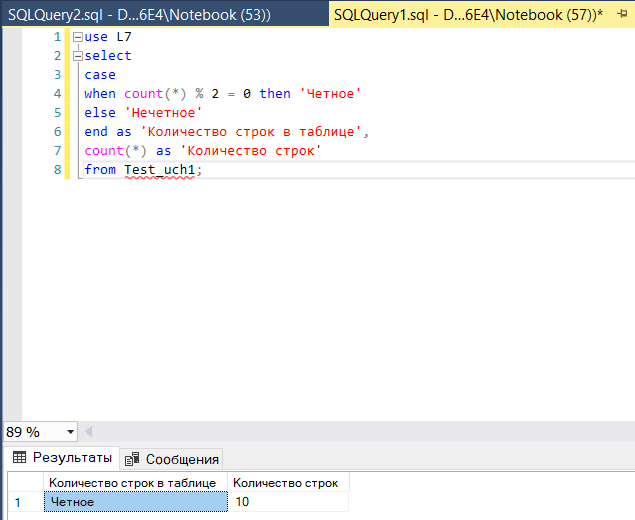 SQLQuery2.sql - D...6E4\Notebook (53)) SQLQuery1.sql - D...6E4\Notebook (57))*
1 use L7
2 select
3 case
4 when count(*) % 2 = 0 then 'Четное'
5 else 'Нечетное'
6 end as 'Количество строк в таблице',
7 count(*) as 'Количество строк'
8 from Test_uch1;
89 %
Результаты Сообщения
Количество строк в таблице Количество строк
1 Четное 10